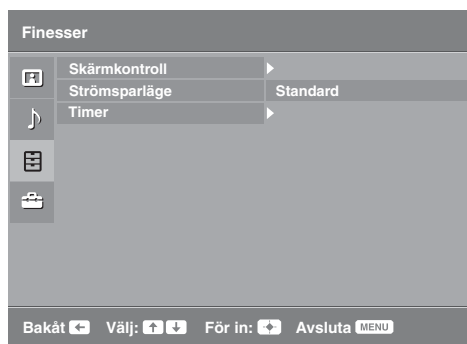 Finesser
Skärmkontroll
Strömsparläge Standard
Timer
Bakåt Välj: För in: Avsluta MENU